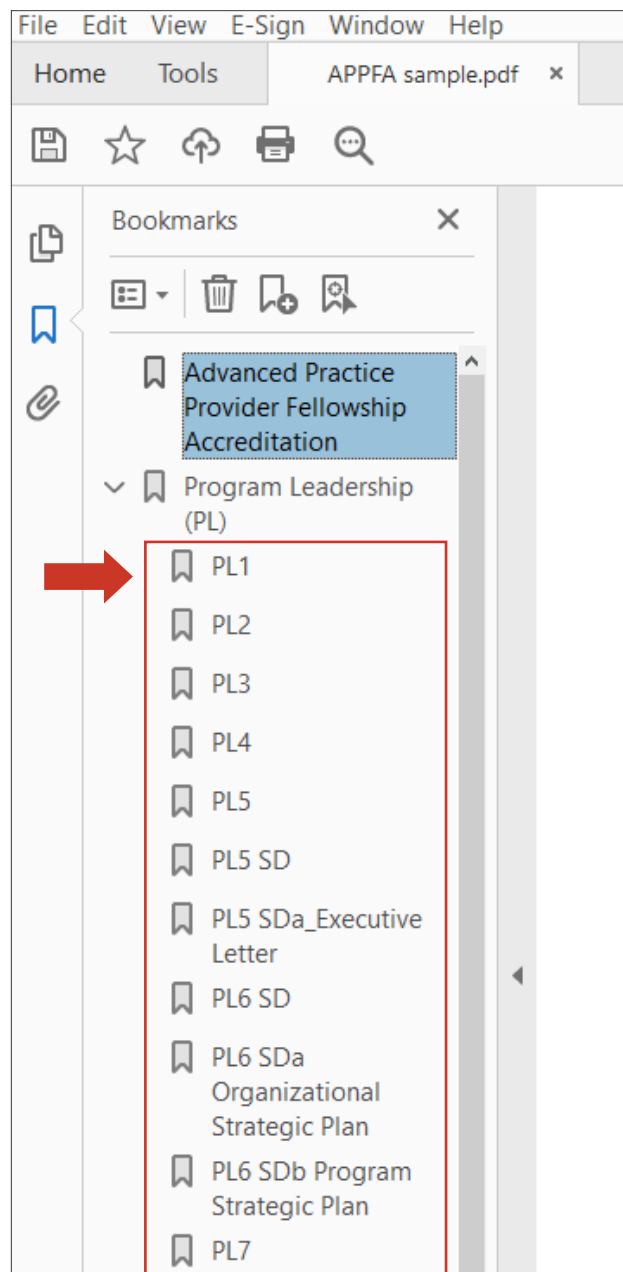 File Edit View E-Sign Window Help
Home Tools APPFA sample.pdf ×
Bookmarks
Advanced Practice
Provider Fellowship
Accreditation
Program Leadership
(PL)
PL1
PL2
PL3
PL4
PL5
PL5 SD
PL5 SDa_Executive
Letter
PL6 SD
PL6 SDa
Organizational
Strategic Plan
PL6 SDb Program
Strategic Plan
PL7